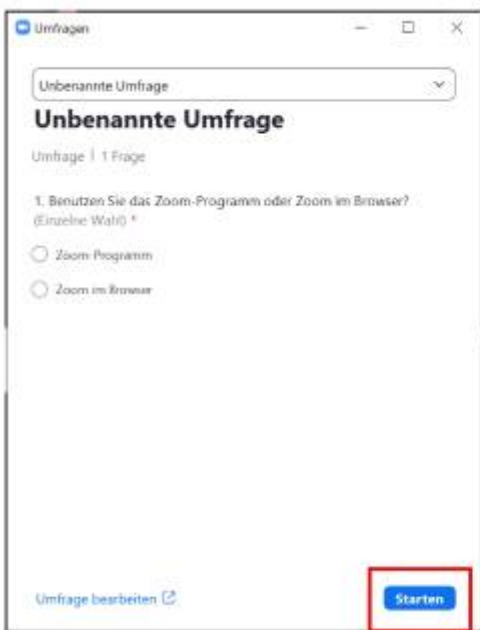 Umfragen
Unbenannte Umfrage
Unbenannte Umfrage
Umfrage | 1 Frage
1. Benutzen Sie das Zoom-Programm oder Zoom im Browser?
(Einzelne Wahl) *
Zoom-Programm
Zoom im Browser
Umfrage bearbeiten
Starten